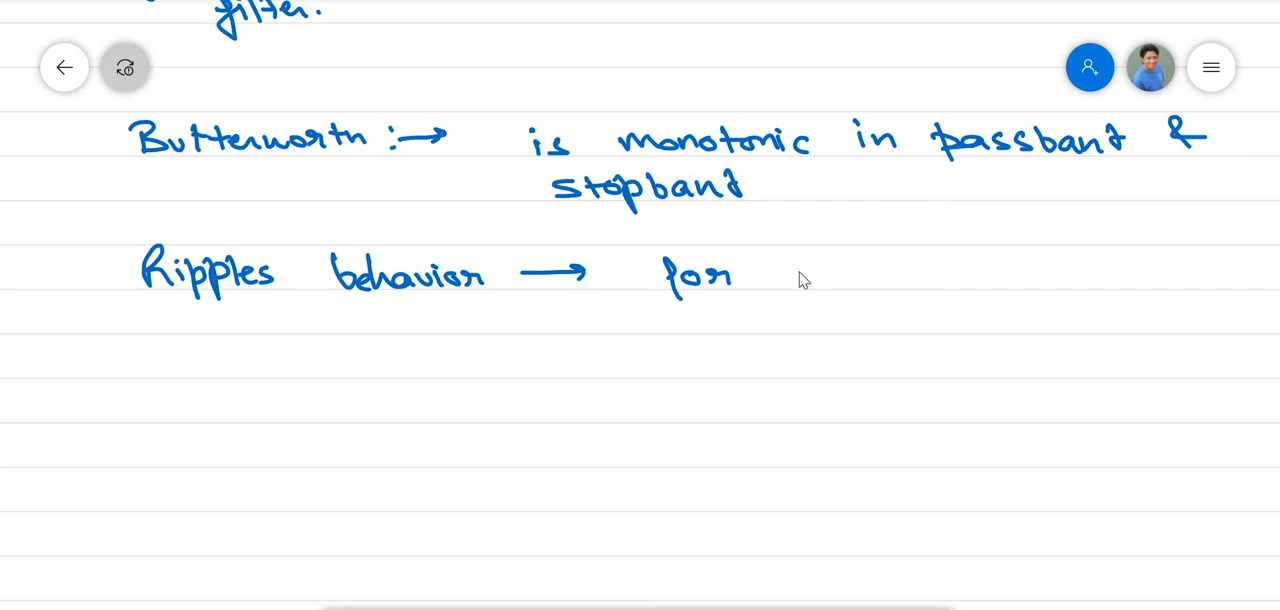 filter.
Butterworth :→ is monotonic in passband &
stopband
Ripples behavior → for